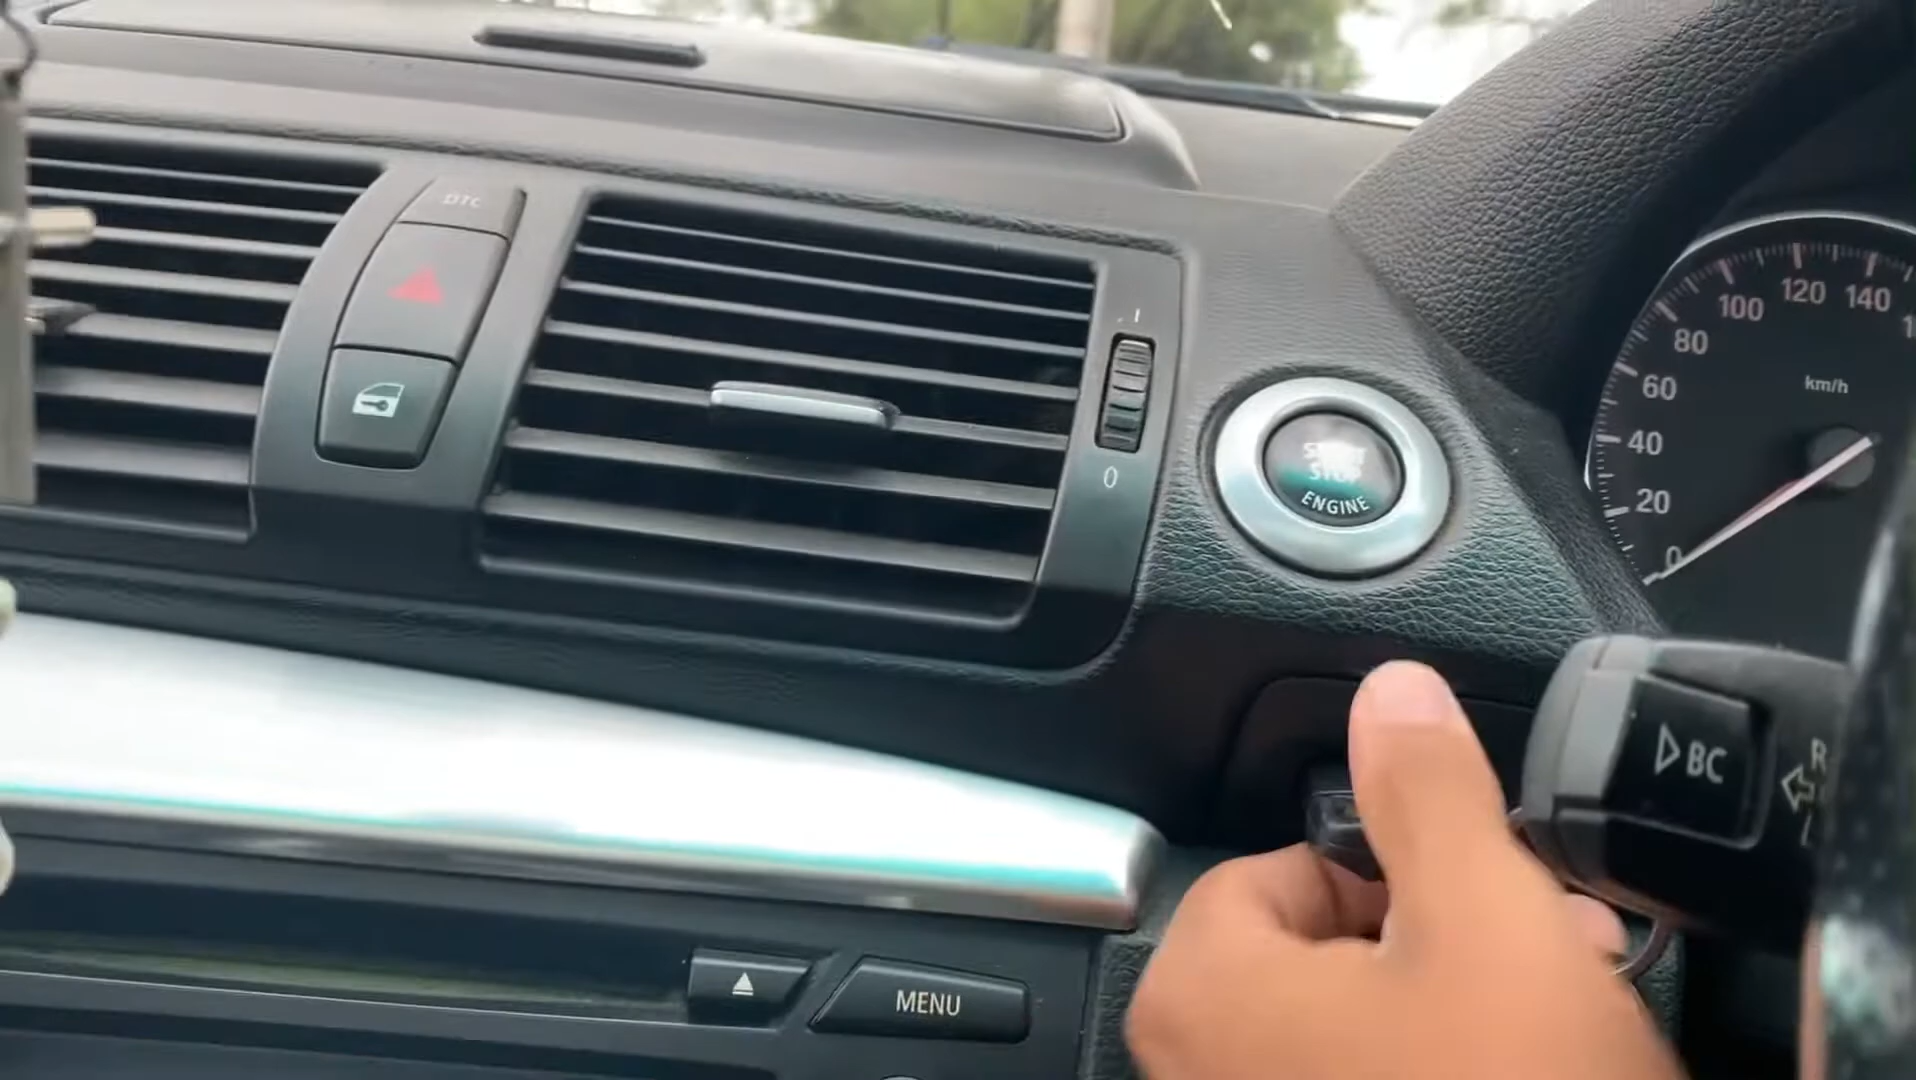 DTC
I
0
START
STOP
ENGINE
120
140
100
80
60
40
20
0
km/h
BC
R
MENU